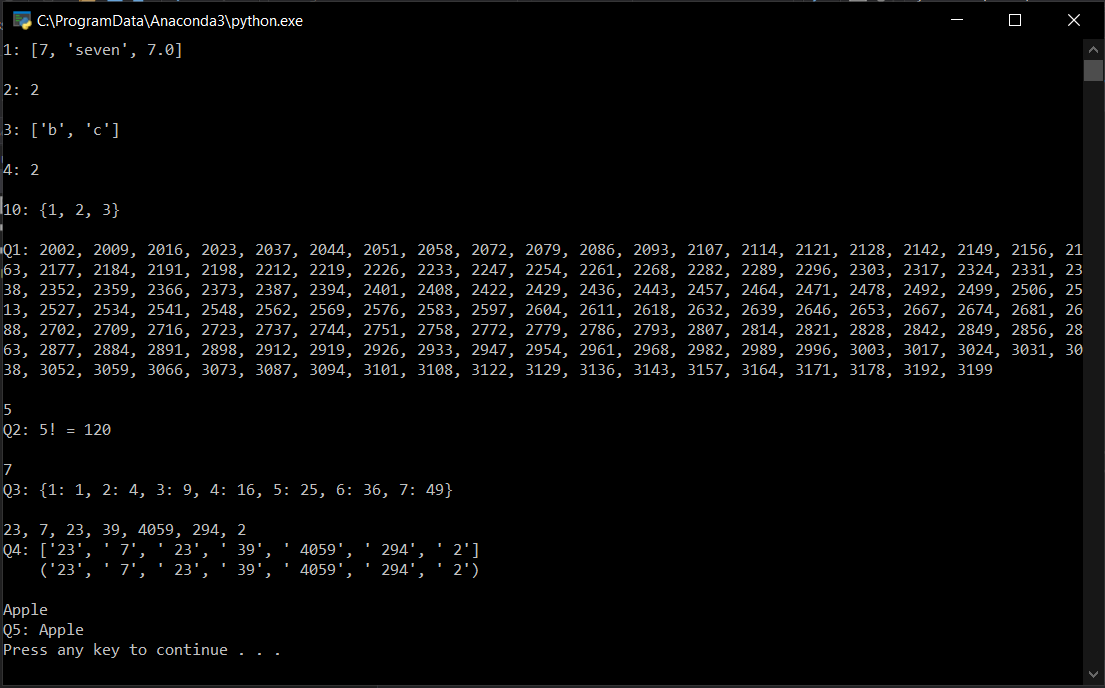 C:\ProgramData\Anaconda3\python.exe
1: [7, 'seven', 7.0]
2: 2
3: ['b', 'c']
4: 2
10: {1, 2, 3}
Q1: 2002, 2009, 2016, 2023, 2037, 2044, 2051, 2058, 2072, 2079, 2086, 2093, 2107, 2114, 2121, 2128, 2142, 2149, 2156, 21
63, 2177, 2184, 2191, 2198, 2212, 2219, 2226, 2233, 2247, 2254, 2261, 2268, 2282, 2289, 2296, 2303, 2317, 2324, 2331, 23
38, 2352, 2359, 2366, 2373, 2387, 2394, 2401, 2408, 2422, 2429, 2436, 2443, 2457, 2464, 2471, 2478, 2492, 2499, 2506, 25
13, 2527, 2534, 2541, 2548, 2562, 2569, 2576, 2583, 2597, 2604, 2611, 2618, 2632, 2639, 2646, 2653, 2667, 2674, 2681, 26
88, 2702, 2709, 2716, 2723, 2737, 2744, 2751, 2758, 2772, 2779, 2786, 2793, 2807, 2814, 2821, 2828, 2842, 2849, 2856, 28
63, 2877, 2884, 2891, 2898, 2912, 2919, 2926, 2933, 2947, 2954, 2961, 2968, 2982, 2989, 2996, 3003, 3017, 3024, 3031, 30
38, 3052, 3059, 3066, 3073, 3087, 3094, 3101, 3108, 3122, 3129, 3136, 3143, 3157, 3164, 3171, 3178, 3192, 3199
5
Q2: 5! = 120
7
Q3: {1: 1, 2: 4, 3: 9, 4: 16, 5: 25, 6: 36, 7: 49}
23, 7, 23, 39, 4059, 294, 2
Q4: ['23', ' 7', ' 23', ' 39', ' 4059', ' 294', ' 2']
    ('23', ' 7', ' 23', ' 39', ' 4059', ' 294', ' 2')
Apple
Q5: Apple
Press any key to continue . . .